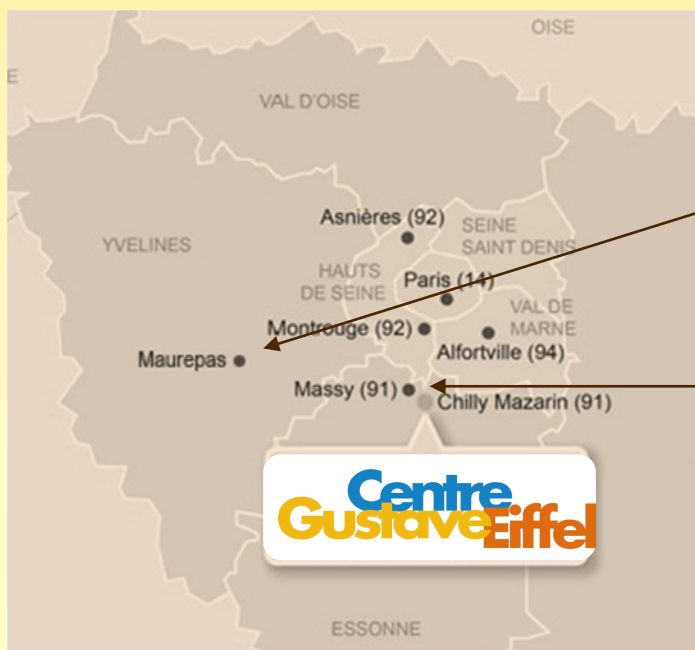 OISE
E
VAL D'OISE
Asnières (92)
SEINE
SAINT DENIS
YVELINES
HAUTS
DE SEINE
Paris (14)
VAL DE
MARNE
Montrouge (92)
Alfortville (94)
Maurepas
Massy (91)
Chilly Mazarin (91)
Centre
Gustave Eiffel
ESSONNE